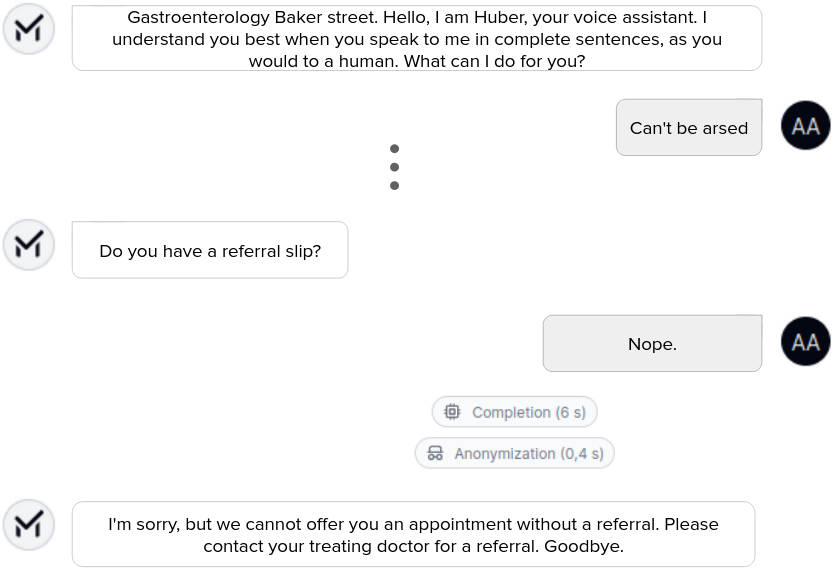 Gastroenterology Baker street. Hello, I am Huber, your voice assistant. I
understand you best when you speak to me in complete sentences, as you
would to a human. What can I do for you?
Can't be arsed
AA
Do you have a referral slip?
Nope.
AA
Completion (6 s)
Anonymization (0,4 s)
I'm sorry, but we cannot offer you an appointment without a referral. Please
contact your treating doctor for a referral. Goodbye.